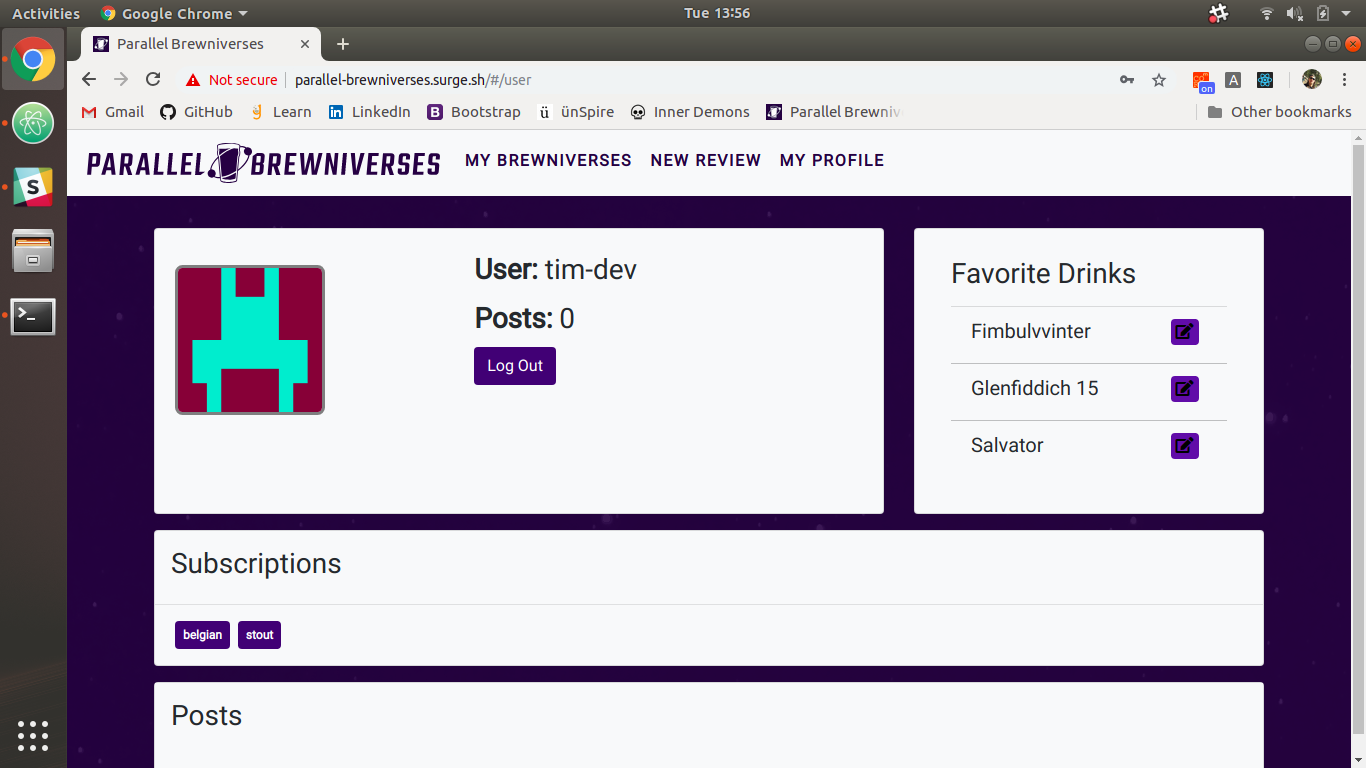 Activities Google Chrome Tue 13:56
Parallel Brewniverses
Not secure parallel-brewniverses.surge.sh/#/user
A on
Gmail GitHub Learn LinkedIn B Bootstrap ü ünSpire Inner Demons Parallel Brewniv Other bookmarks
PARALLEL BREWNIVERSES MY BREWNIVERSES NEW REVIEW MY PROFILE
User: tim-dev
Posts: 0
Log Out
Favorite Drinks
Fimbulvvinter
Glenfiddich 15
Salvator
Subscriptions
belgian stout
Posts